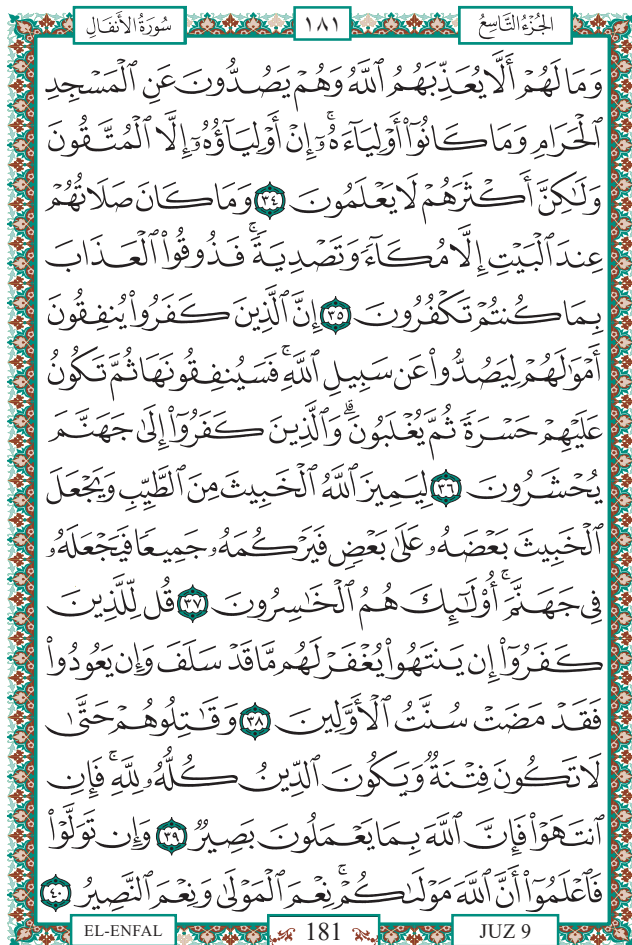 الجُزْءُ التَّاسِعُ ١٨١ سُورَةُ الأَنفَالِ
وَمَا لَهُمْ أَلَّا يُعَذِّبَهُمُ ٱللَّهُ وَهُمْ يَصُدُّونَ عَنِ ٱلْمَسْجِدِ
ٱلْحَرَامِ وَمَا كَانُوٓا۟ أَوْلِيَآءَهُۥٓ ۚ إِنْ أَوْلِيَآؤُهُۥٓ إِلَّا ٱلْمُتَّقُونَ
وَلَٰكِنَّ أَكْثَرَهُمْ لَا يَعْلَمُونَ ٣٤ وَمَا كَانَ صَلَاتُهُمْ
عِندَ ٱلْبَيْتِ إِلَّا مُكَآءً وَتَصْدِيَةً ۚ فَذُوقُوا۟ ٱلْعَذَابَ
بِمَا كُنتُمْ تَكْفُرُونَ ٣٥ إِنَّ ٱلَّذِينَ كَفَرُوا۟ يُنفِقُونَ
أَمْوَٰلَهُمْ لِيَصُدُّوا۟ عَن سَبِيلِ ٱللَّهِ ۚ فَسَيُنفِقُونَهَا ثُمَّ تَكُونُ
عَلَيْهِمْ حَسْرَةً ثُمَّ يُغْلَبُونَ ۗ وَٱلَّذِينَ كَفَرُوٓا۟ إِلَىٰ جَهَنَّمَ
يُحْشَرُونَ ٣٦ لِيَمِيزَ ٱللَّهُ ٱلْخَبِيثَ مِنَ ٱلطَّيِّبِ وَيَجْعَلَ
ٱلْخَبِيثَ بَعْضَهُۥ عَلَىٰ بَعْضٍ فَيَرْكُمَهُۥ جَمِيعًا فَيَجْعَلَهُۥ
فِى جَهَنَّمَ ۚ أُو۟لَٰٓئِكَ هُمُ ٱلْخَٰسِرُونَ ٣٧ قُل لِّلَّذِينَ
كَفَرُوٓا۟ إِن يَنتَهُوا۟ يُغْفَرْ لَهُم مَّا قَدْ سَلَفَ وَإِن يَعُودُوا۟
فَقَدْ مَضَتْ سُنَّتُ ٱلْأَوَّلِينَ ٣٨ وَقَٰتِلُوهُمْ حَتَّىٰ
لَا تَكُونَ فِتْنَةٌ وَيَكُونَ ٱلدِّينُ كُلُّهُۥ لِلَّهِ ۚ فَإِنِ
ٱنتَهَوْا۟ فَإِنَّ ٱللَّهَ بِمَا يَعْمَلُونَ بَصِيرٌ ٣٩ وَإِن تَوَلَّوْا۟
فَٱعْلَمُوٓا۟ أَنَّ ٱللَّهَ مَوْلَىٰكُمْ ۚ نِعْمَ ٱلْمَوْلَىٰ وَنِعْمَ ٱلنَّصِيرُ ٤٠
EL-ENFAL 181 JUZ 9